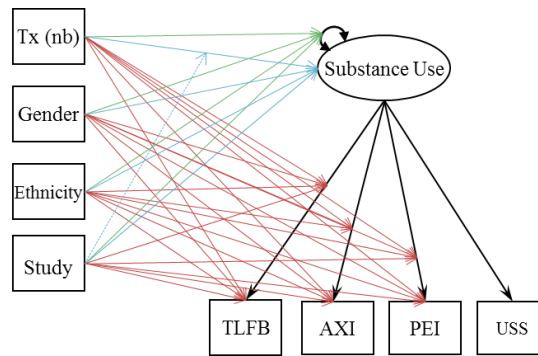 Tx (nb)
Substance Use
Gender
Ethnicity
Study
TLFB
AXI
PEI
USS